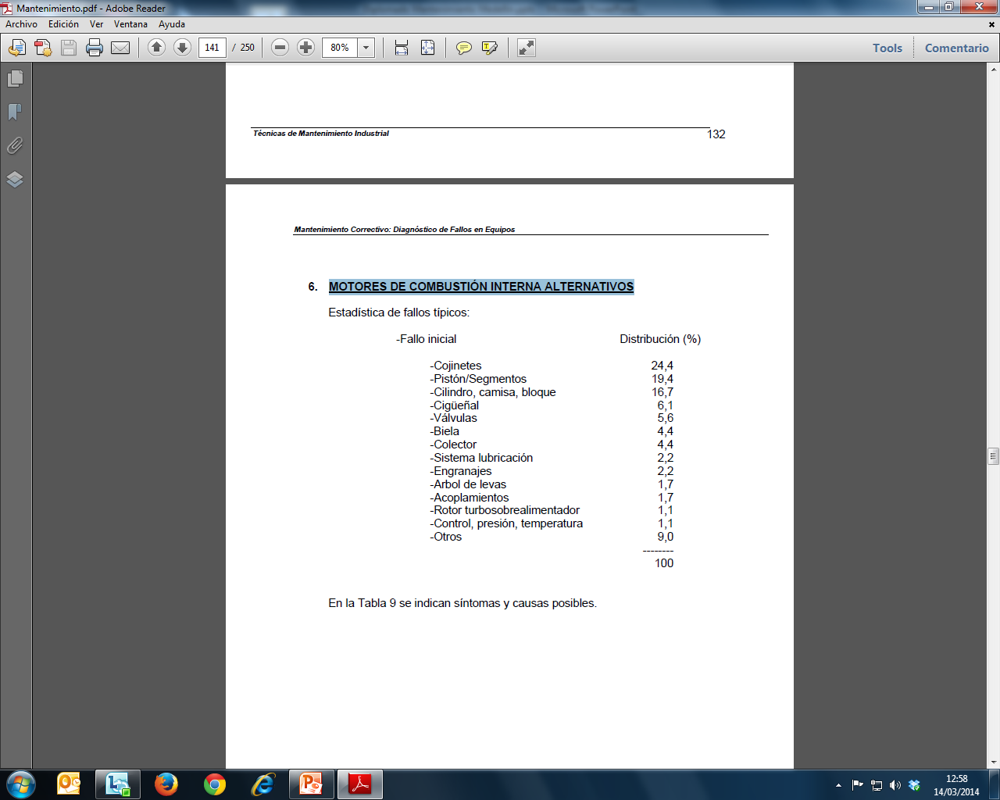 Mantenimiento.pdf - Adobe Reader
Archivo Edición Ver Ventana Ayuda
141 / 250 80% Tools Comentario
Técnicas de Mantenimiento Industrial 132
Mantenimiento Correctivo: Diagnóstico de Fallos en Equipos
6. MOTORES DE COMBUSTIÓN INTERNA ALTERNATIVOS
Estadística de fallos típicos:
-Fallo inicial Distribución (%)
-Cojinetes 24,4
-Pistón/Segmentos 19,4
-Cilindro, camisa, bloque 16,7
-Cigüeñal 6,1
-Válvulas 5,6
-Biela 4,4
-Colector 4,4
-Sistema lubricación 2,2
-Engranajes 2,2
-Arbol de levas 1,7
-Acoplamientos 1,7
-Rotor turbosobrealimentador 1,1
-Control, presión, temperatura 1,1
-Otros 9,0
--------
100
En la Tabla 9 se indican síntomas y causas posibles.
12:58
14/03/2014